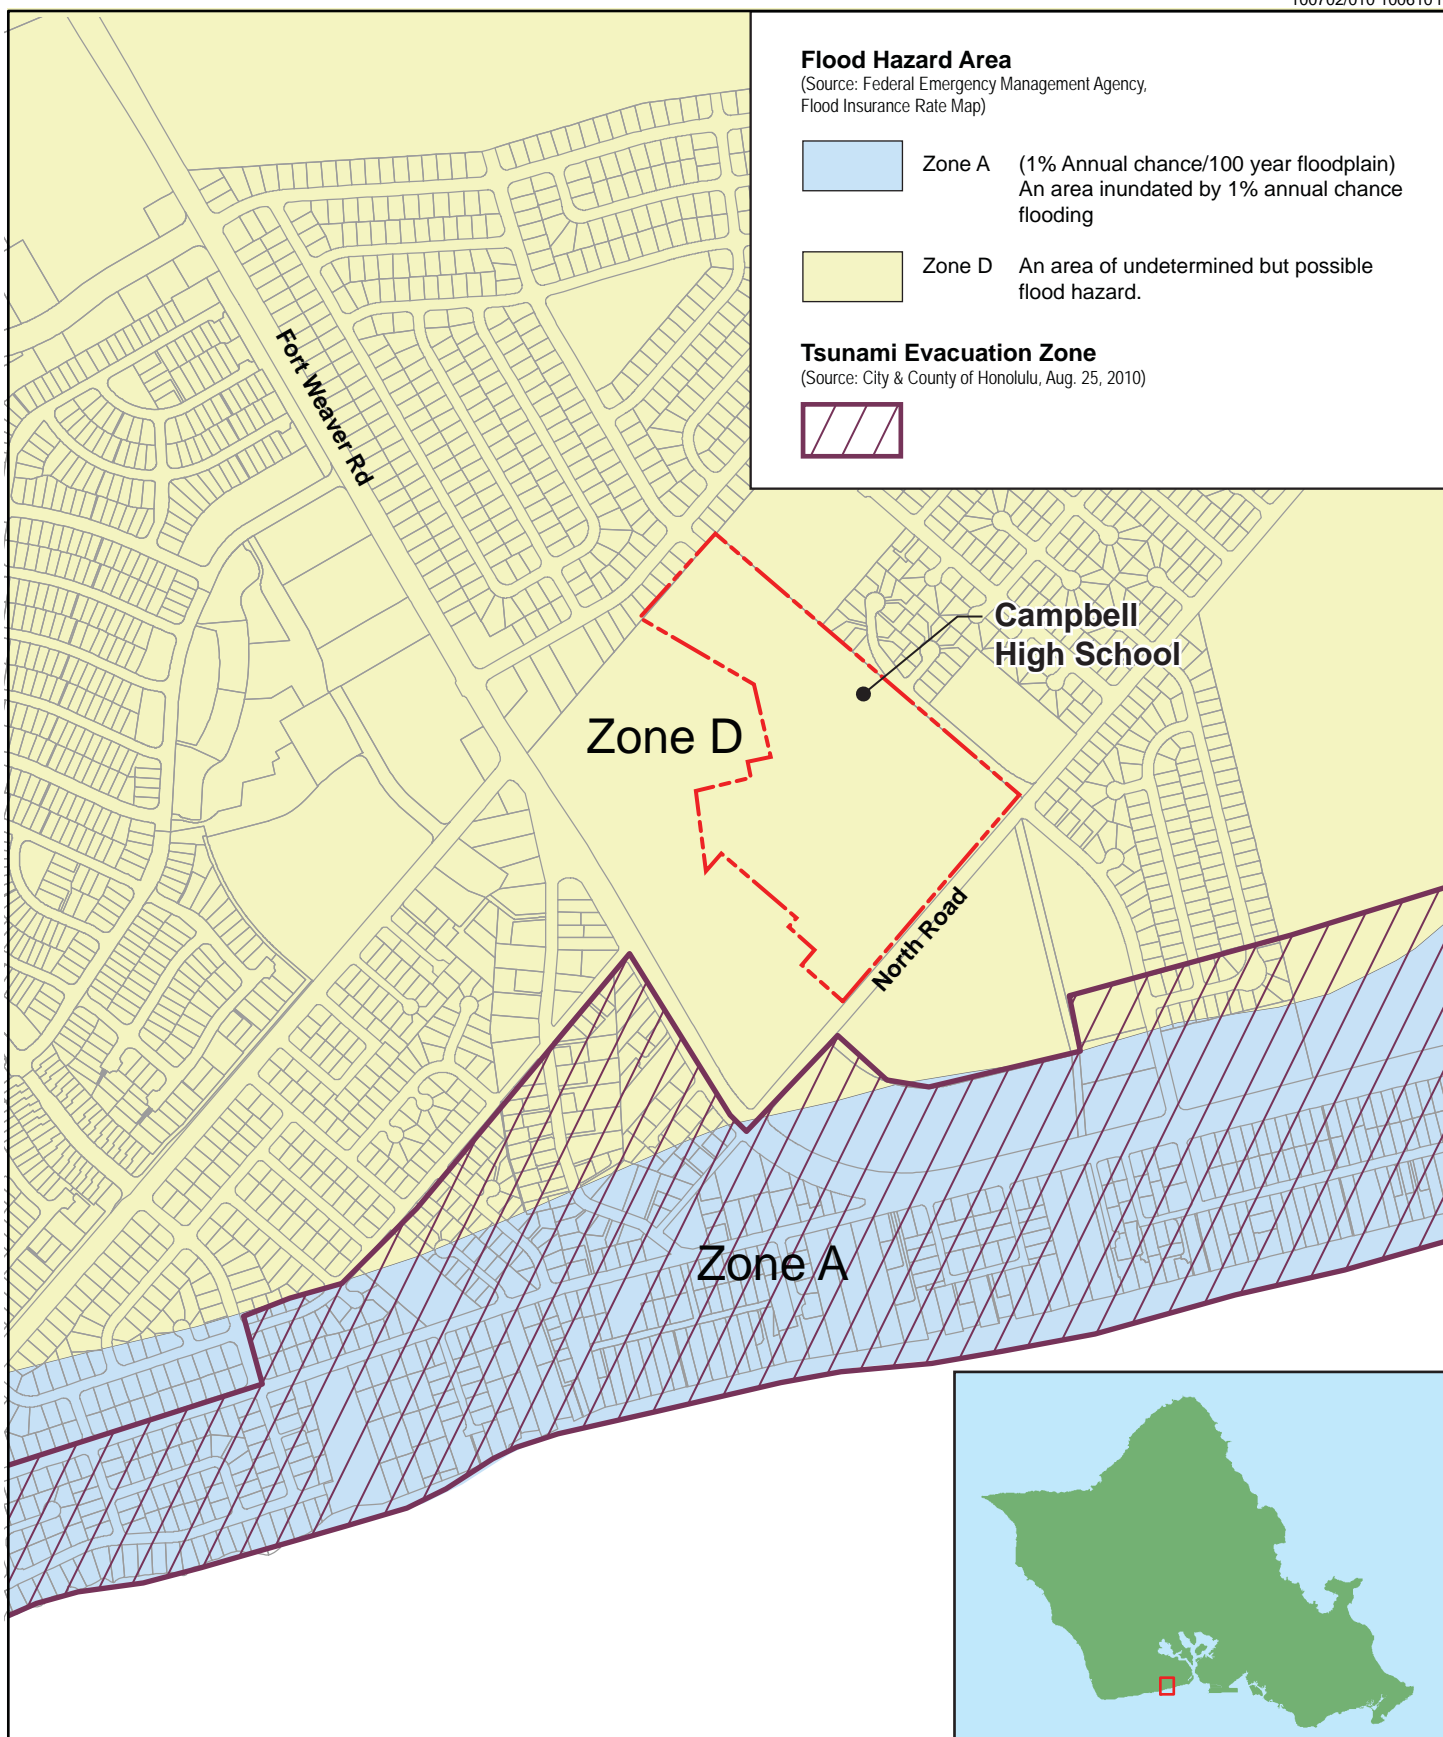 Flood Hazard Area
(Source: Federal Emergency Management Agency,
Flood Insurance Rate Map)
Zone A (1% Annual chance/100 year floodplain)
An area inundated by 1% annual chance
flooding
Zone D An area of undetermined but possible
flood hazard.
Tsunami Evacuation Zone
(Source: City & County of Honolulu, Aug. 25, 2010)
Fort Weaver Rd
Campbell
High School
Zone D
North Road
Zone A